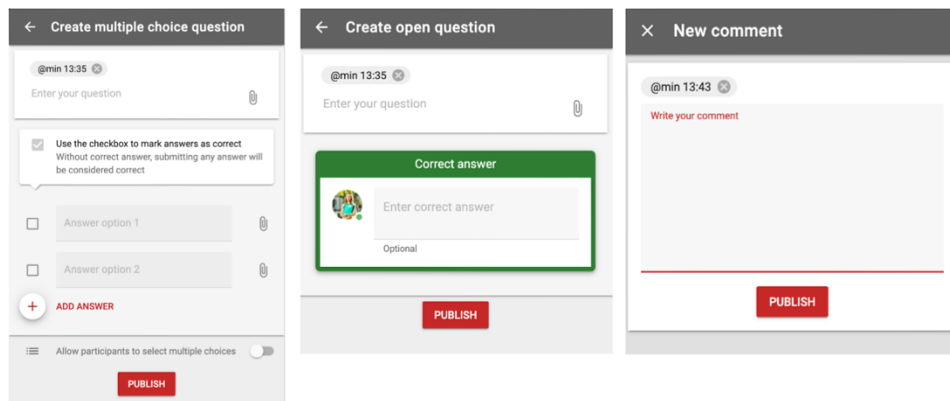 Create multiple choice question
@min 13:35
Enter your question
Use the checkbox to mark answers as correct
Without correct answer, submitting any answer will
be considered correct
Answer option 1
Answer option 2
ADD ANSWER
Allow participants to select multiple choices
PUBLISH
Create open question
@min 13:35
Enter your question
Correct answer
Enter correct answer
Optional
PUBLISH
New comment
@min 13:43
Write your comment
PUBLISH